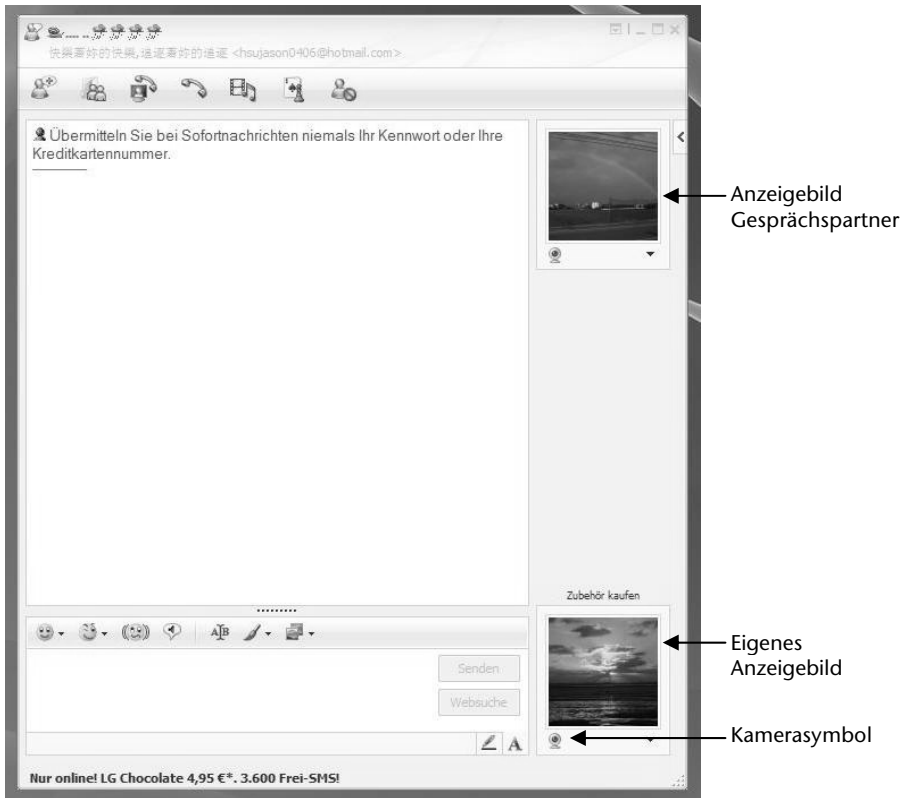 快樂著妳的快樂,追逐著妳的追逐 <hsujason0406@hotmail.com>
Übermitteln Sie bei Sofortnachrichten niemals Ihr Kennwort oder Ihre
Kreditkartennummer.
Anzeigebild
Gesprächspartner
Zubehör kaufen
Eigenes
Anzeigebild
Senden
Websuche
Kamerasymbol
Nur online! LG Chocolate 4,95 €*. 3.600 Frei-SMS!